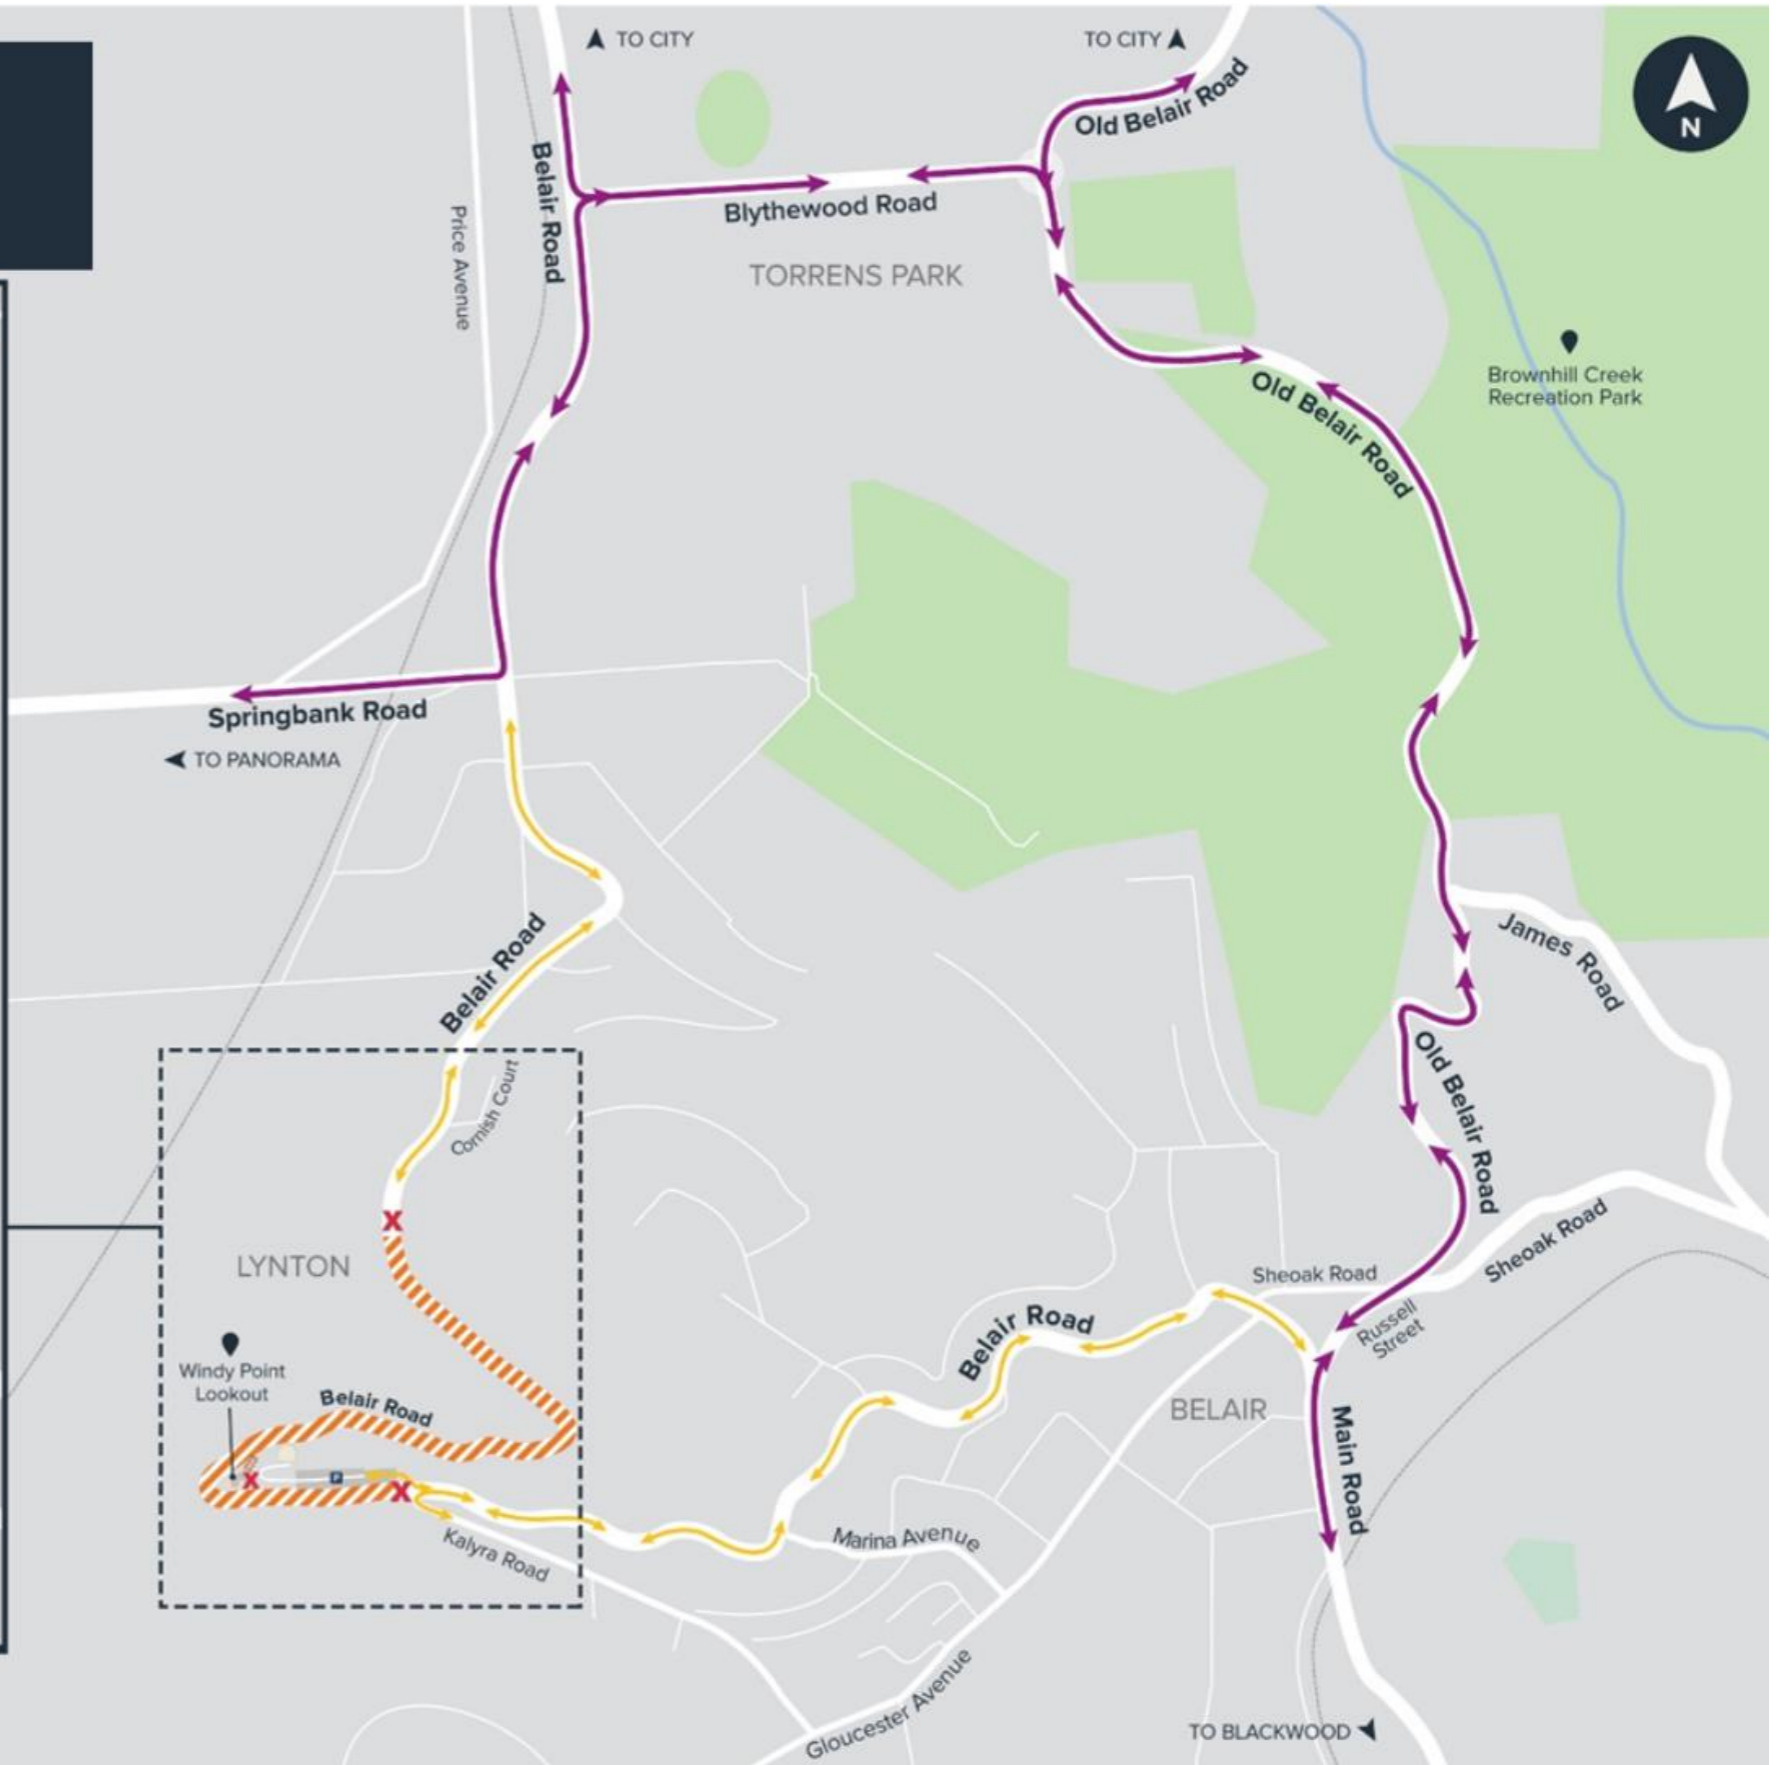 TO CITY
TO CITY
N
Old Belair Road
Belair Road
Price Avenue
Blythewood Road
TORRENS PARK
Brownhill Creek
Recreation Park
Old Belair Road
Springbank Road
TO PANORAMA
James Road
Belair Road
Old Belair Road
Cornish Court
X
LYNTON
Sheoak Road
Sheoak Road
Russell
Street
Belair Road
Windy Point
Lookout
Belair Road
BELAIR
Main Road
X
P
X
Marina Avenue
Kalyra Road
Gloucester Avenue
TO BLACKWOOD